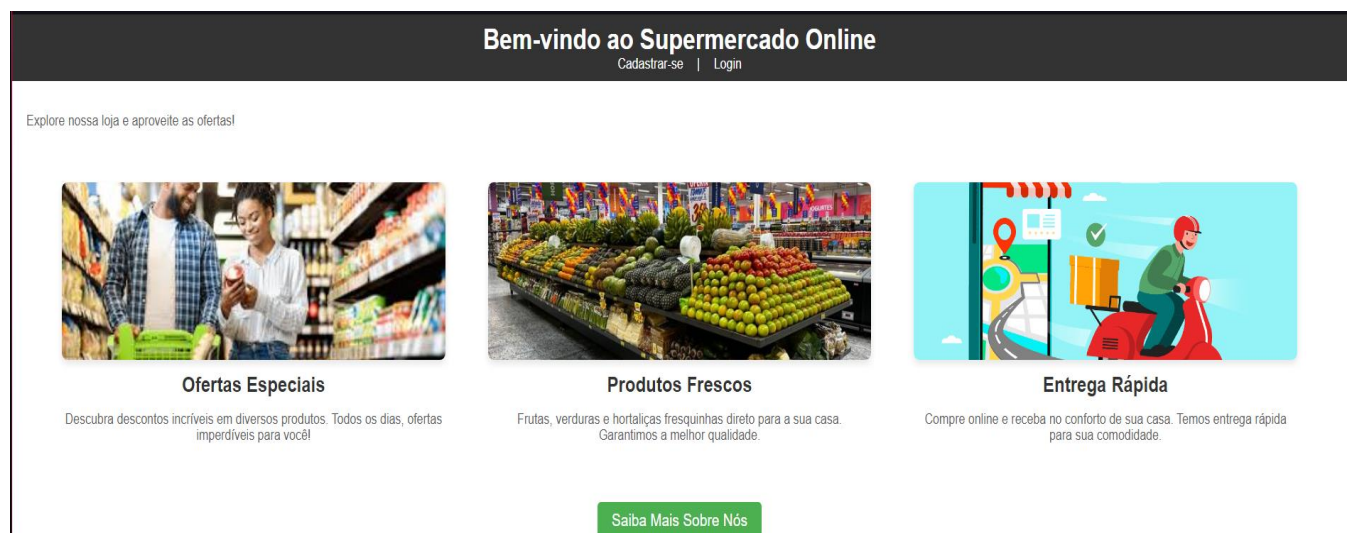 Bem-vindo ao Supermercado Online
Cadastrar-se | Login
Explore nossa loja e aproveite as ofertas!
Ofertas Especiais
Descubra descontos incríveis em diversos produtos. Todos os dias, ofertas
imperdíveis para você!
Produtos Frescos
Frutas, verduras e hortaliças fresquinhas direto para a sua casa.
Garantimos a melhor qualidade.
Entrega Rápida
Compre online e receba no conforto de sua casa. Temos entrega rápida
para sua comodidade.
Saiba Mais Sobre Nós